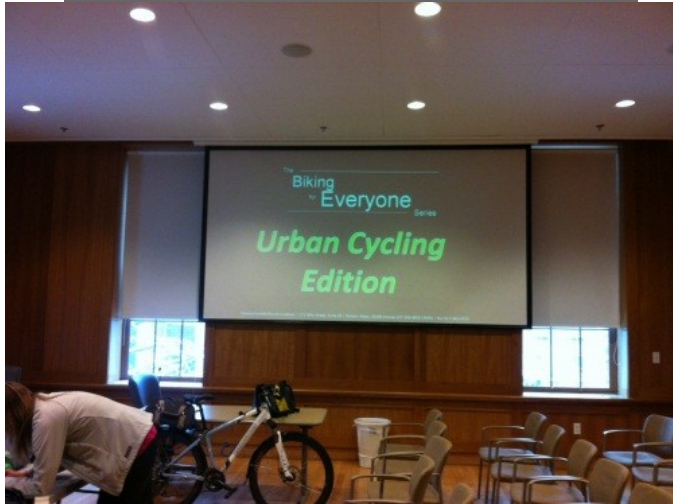 The
Biking
for
Everyone
Series
Urban Cycling
Edition